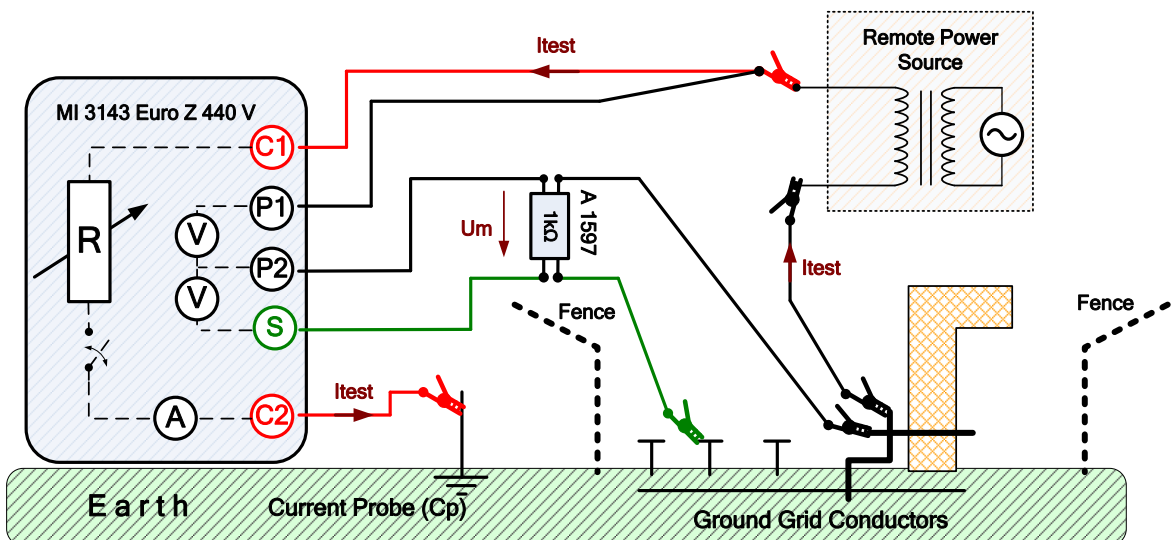 Remote Power
Source
Itest
MI 3143 Euro Z 440 V
C1
R
V
P1
P2
V
S
A
C2
Um
1kΩ
A 1597
Itest
Itest
Fence
Fence
Earth
Current Probe (Cp)
Ground Grid Conductors